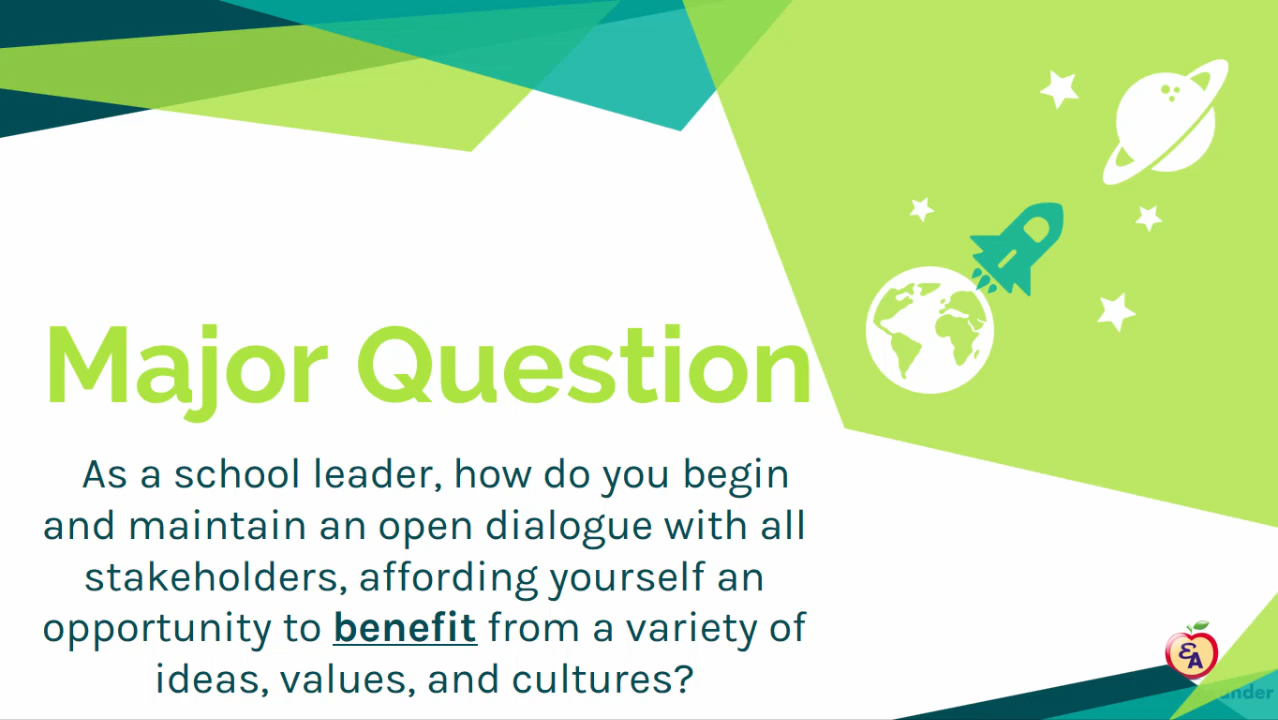 Major Question
As a school leader, how do you begin
and maintain an open dialogue with all
stakeholders, affording yourself an
opportunity to benefit from a variety of
ideas, values, and cultures?
EA